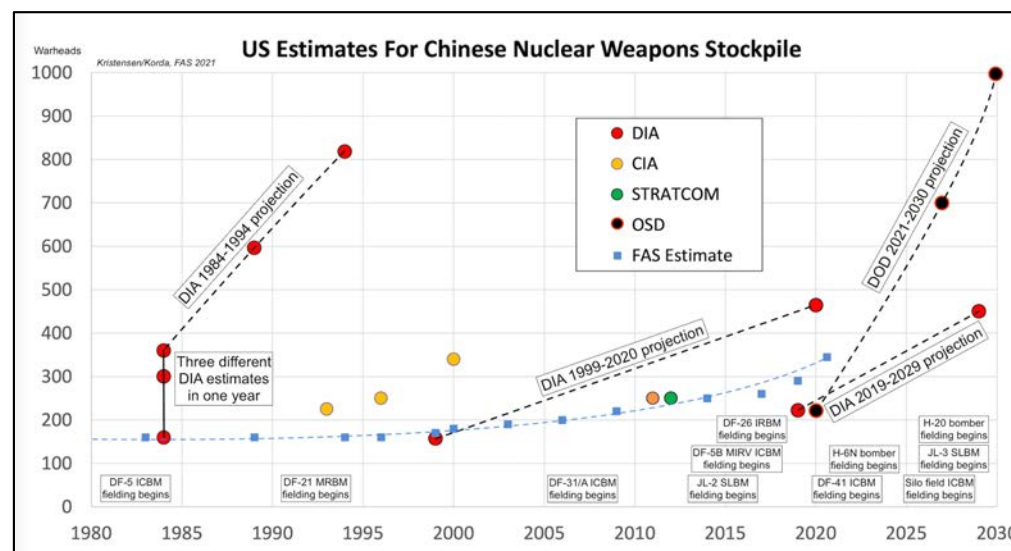 US Estimates For Chinese Nuclear Weapons Stockpile
Warheads
Kristensen/Korda, FAS 2021
1000
900
800
700
600
500
400
300
200
100
0
1980
1985
1990
1995
2000
2005
2010
2015
2020
2025
2030
DIA
CIA
STRATCOM
OSD
FAS Estimate
DIA 1984-1994 projection
Three different
DIA estimates
in one year
DIA 1999-2020 projection
DOD 2021-2030 projection
DIA 2019-2029 projection
DF-5 ICBM
fielding begins
DF-21 MRBM
fielding begins
DF-31/A ICBM
fielding begins
DF-26 IRBM
fielding begins
DF-5B MIRV ICBM
fielding begins
JL-2 SLBM
fielding begins
H-6N bomber
fielding begins
DF-41 ICBM
fielding begins
H-20 bomber
fielding begins
JL-3 SLBM
fielding begins
Silo field ICBM
fielding begins